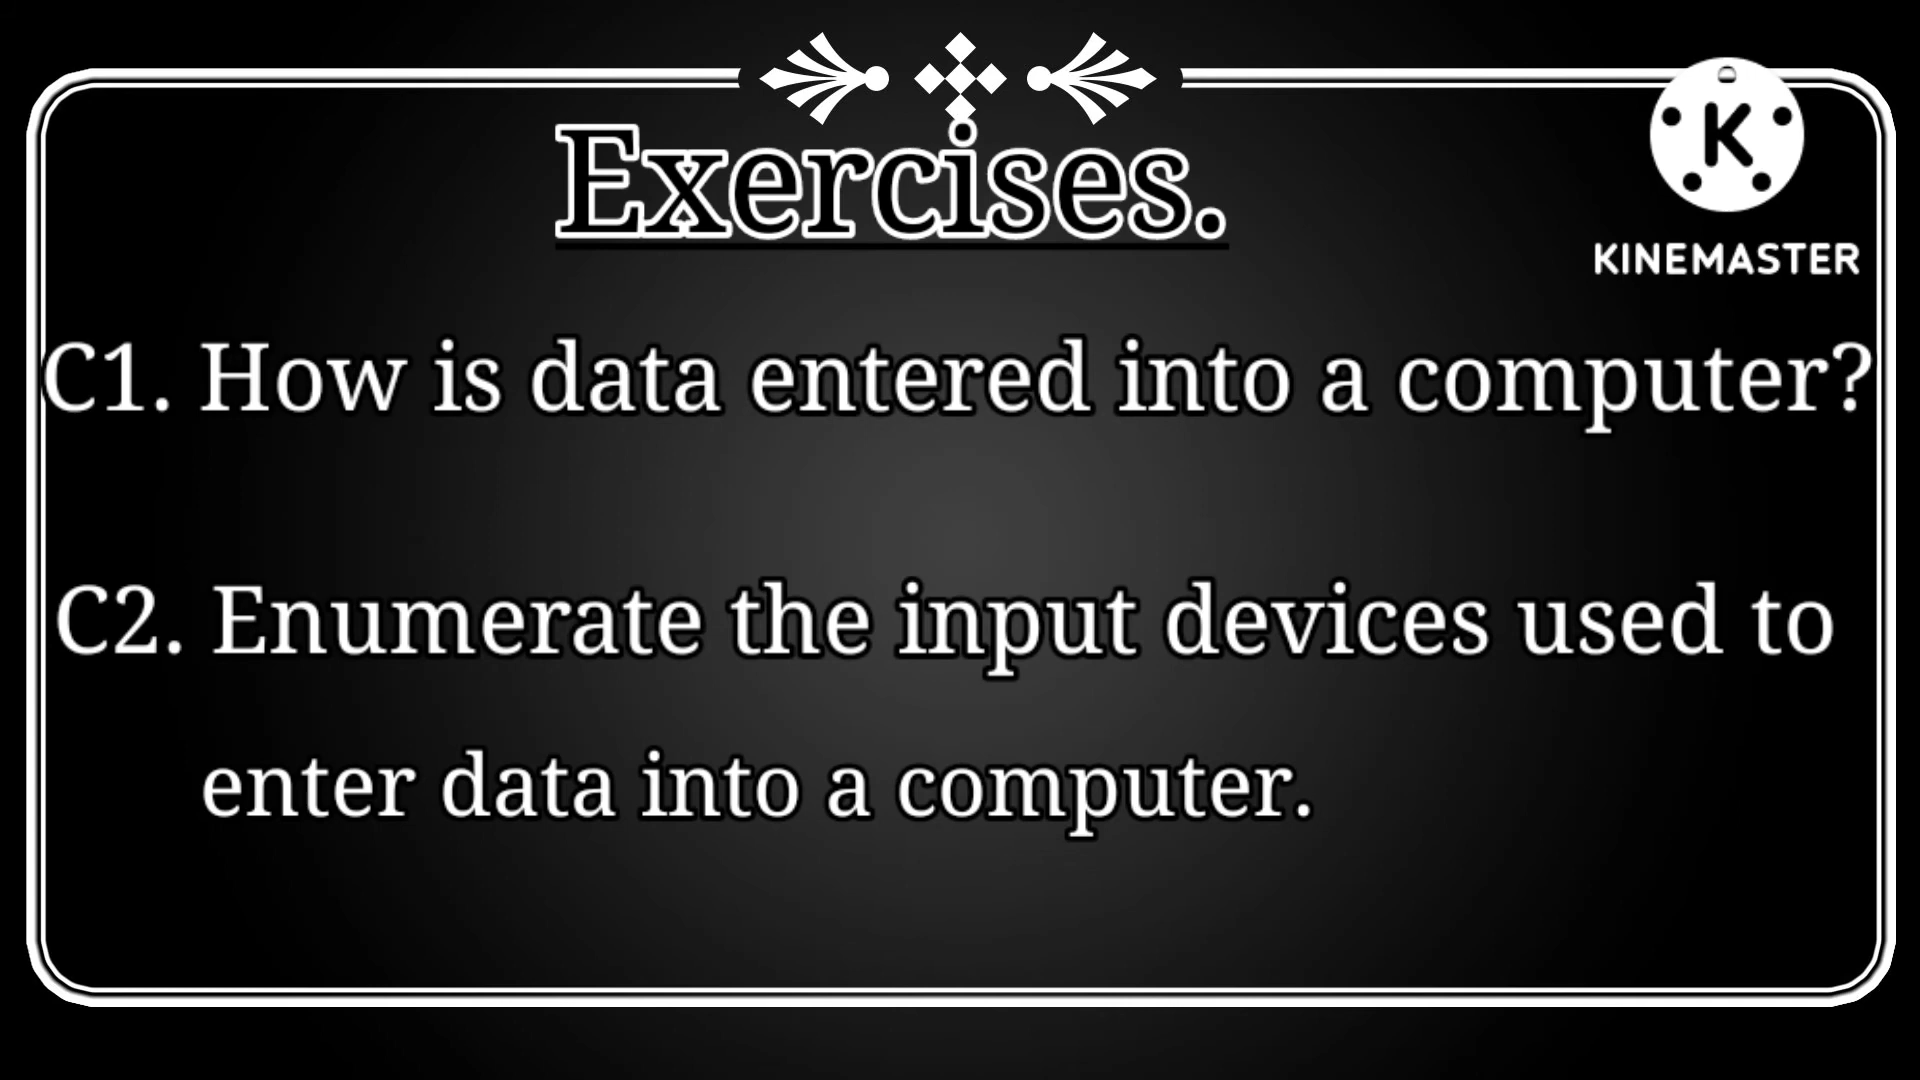 Exercises.
K
KINEMASTER
C1. How is data entered into a computer?
C2. Enumerate the input devices used to
enter data into a computer.